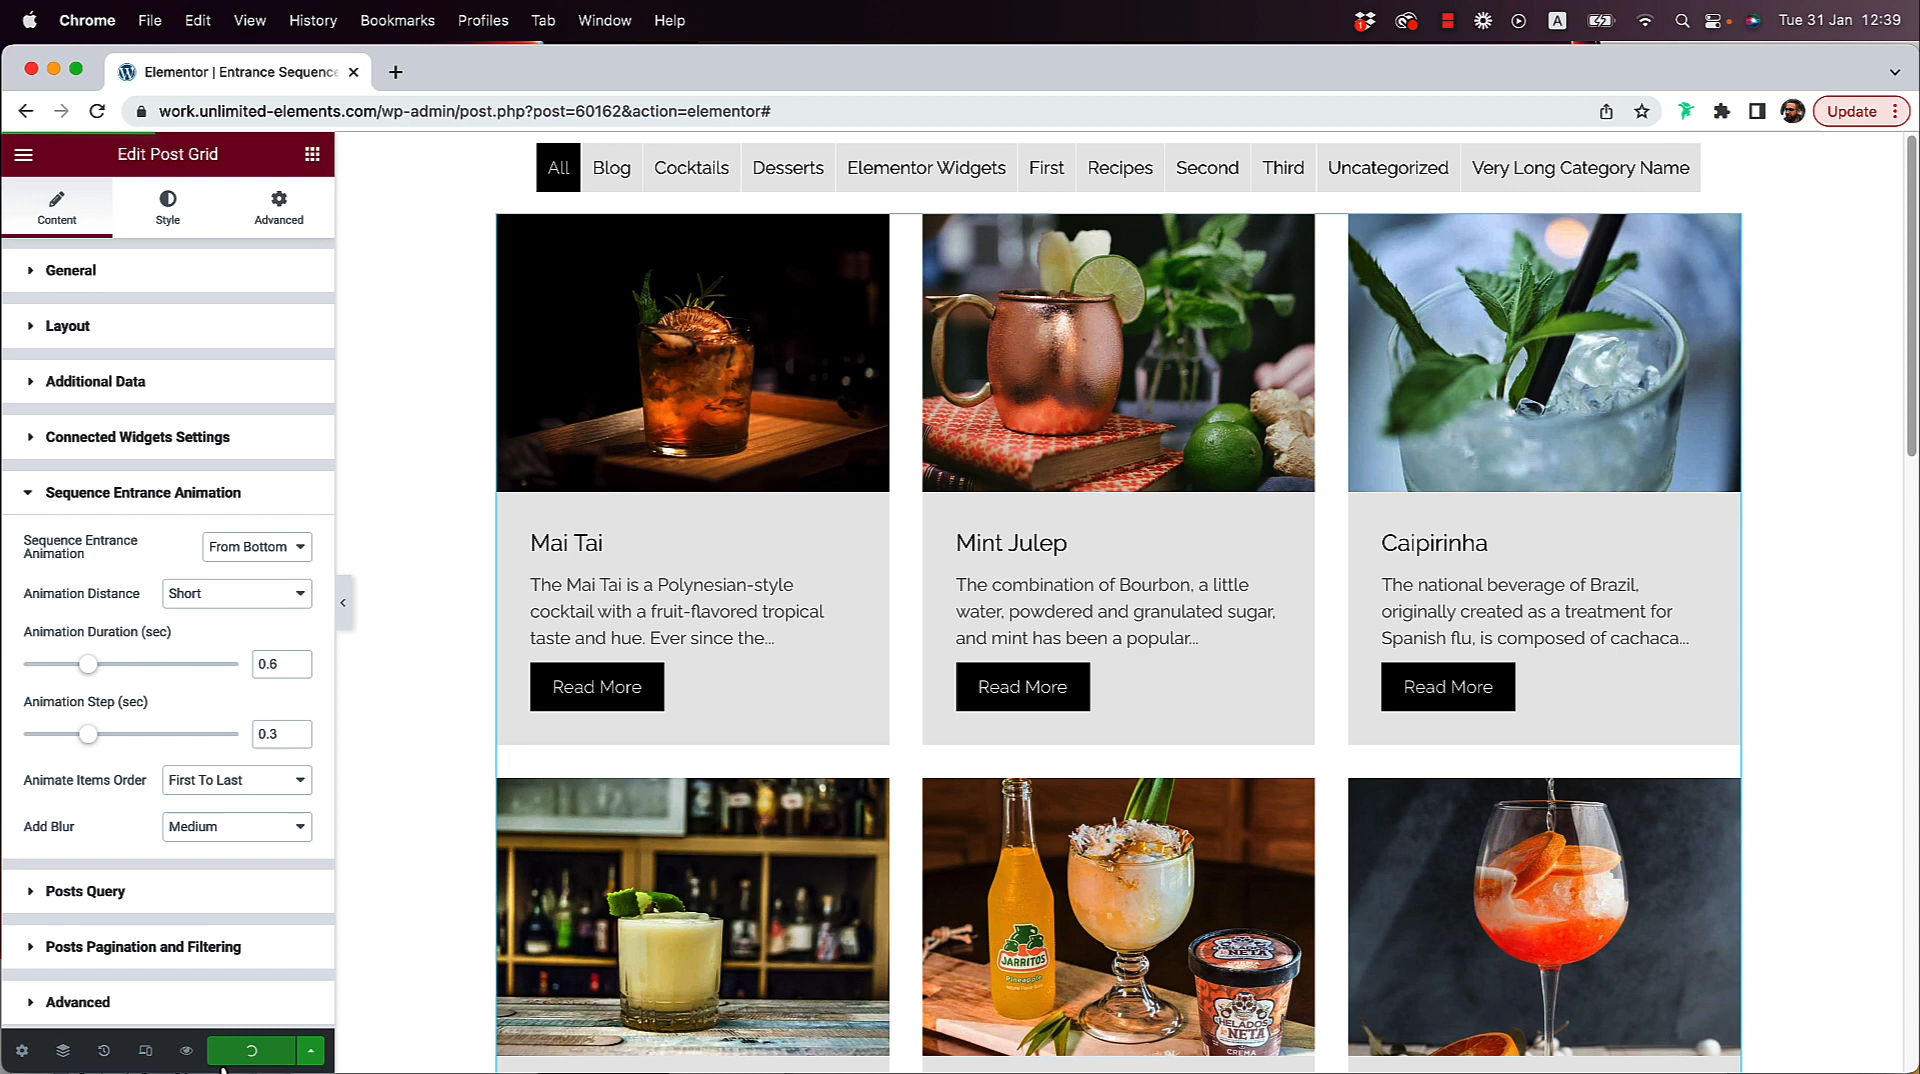 Chrome File Edit View History Bookmarks Profiles Tab Window Help
1
A
Tue 31 Jan 12:39
Elementor | Entrance Sequence
work.unlimited-elements.com/wp-admin/post.php?post=60162&action=elementor#
Update
Edit Post Grid
Content
Style
Advanced
General
Layout
Additional Data
Connected Widgets Settings
Sequence Entrance Animation
Sequence Entrance Animation
From Bottom
Animation Distance
Short
Animation Duration (sec)
0.6
Animation Step (sec)
0.3
Animate Items Order
First To Last
Add Blur
Medium
Posts Query
Posts Pagination and Filtering
Advanced
All
Blog
Cocktails
Desserts
Elementor Widgets
First
Recipes
Second
Third
Uncategorized
Very Long Category Name
Mai Tai
The Mai Tai is a Polynesian-style
cocktail with a fruit-flavored tropical
taste and hue. Ever since the...
Read More
Mint Julep
The combination of Bourbon, a little
water, powdered and granulated sugar,
and mint has been a popular...
Read More
Caipirinha
The national beverage of Brazil,
originally created as a treatment for
Spanish flu, is composed of cachaca...
Read More
JARRITOS
Pineapple
HELADOS
NETA
CREMA